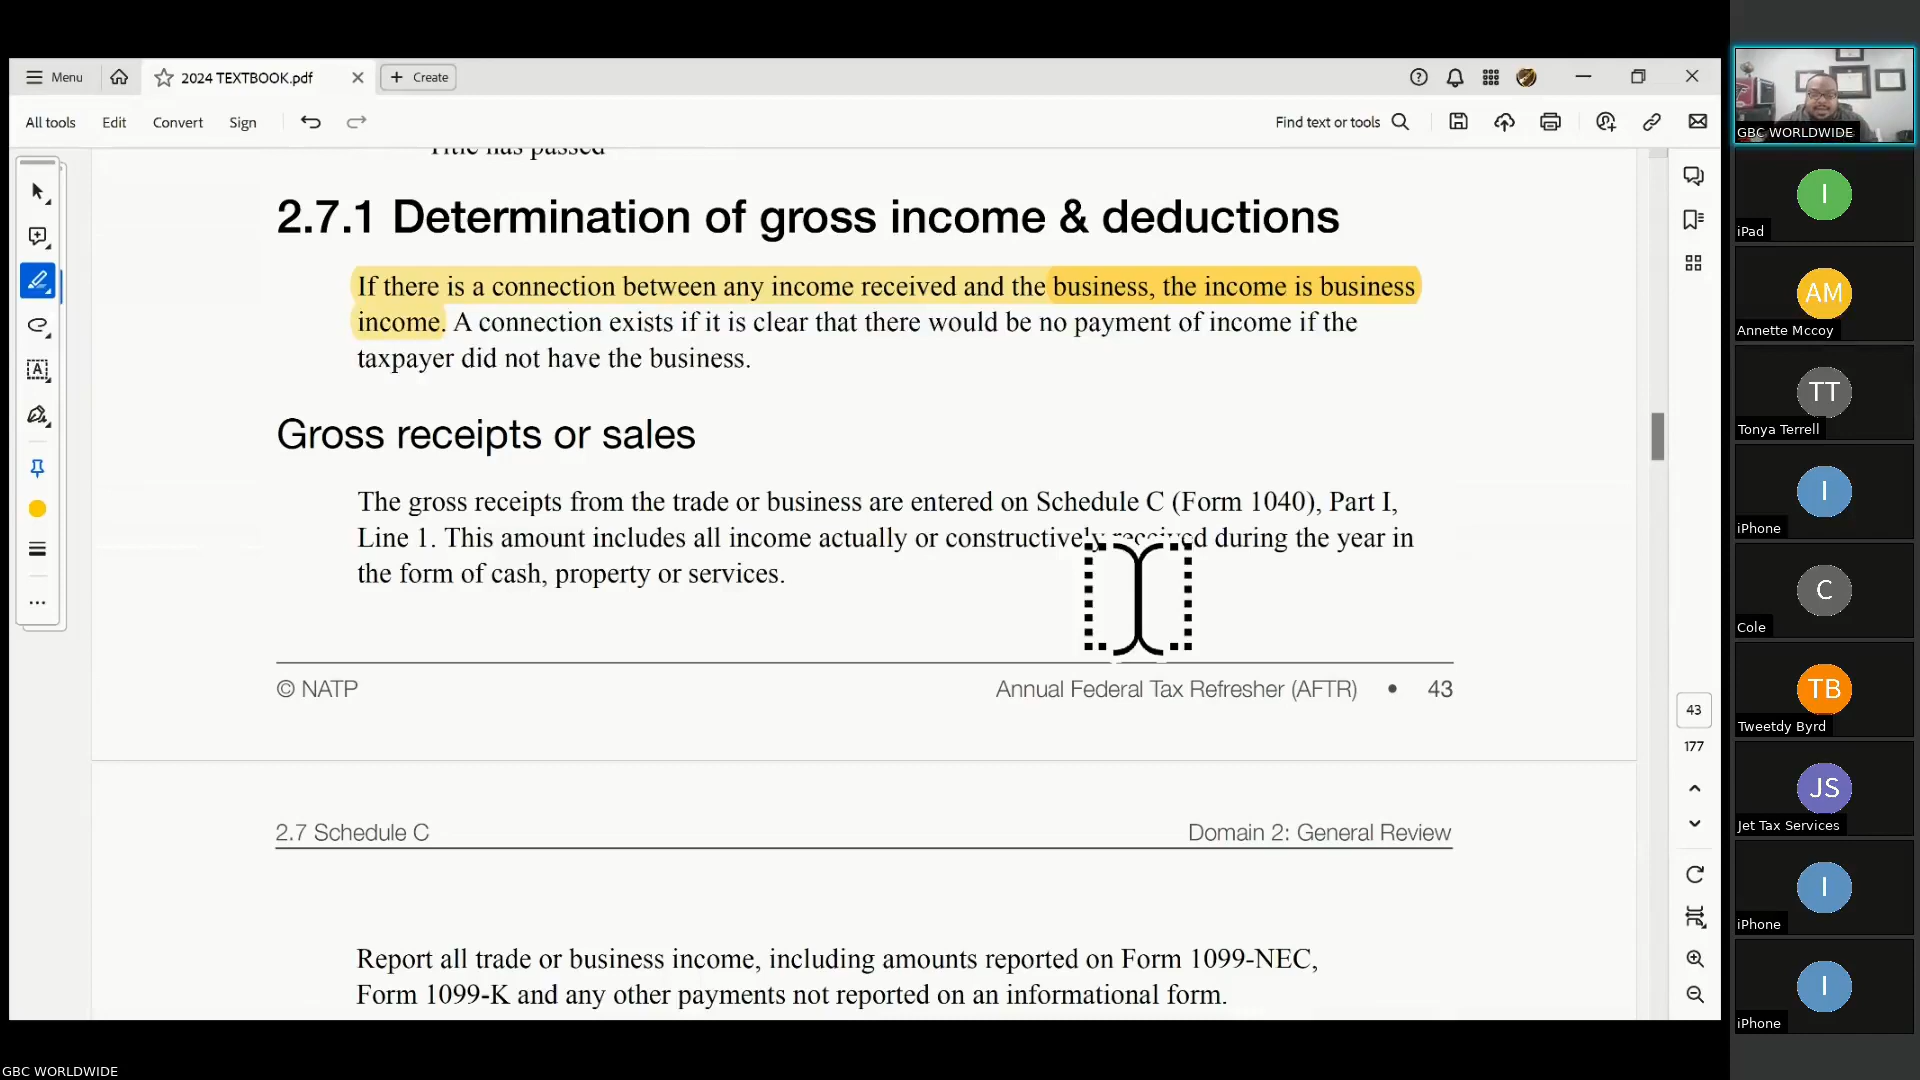 Menu
2024 TEXTBOOK.pdf
Create
All tools
Edit
Convert
Sign
Find text or tools
Title has passed
2.7.1 Determination of gross income & deductions
If there is a connection between any income received and the business, the income is business
income. A connection exists if it is clear that there would be no payment of income if the
taxpayer did not have the business.
Gross receipts or sales
The gross receipts from the trade or business are entered on Schedule C (Form 1040), Part I,
Line 1. This amount includes all income actually or constructively received during the year in
the form of cash, property or services.
© NATP
Annual Federal Tax Refresher (AFTR) • 43
2.7 Schedule C
Domain 2: General Review
Report all trade or business income, including amounts reported on Form 1099-NEC,
Form 1099-K and any other payments not reported on an informational form.
43
177
GBC WORLDWIDE
I
iPad
AM
Annette Mccoy
TT
Tonya Terrell
I
iPhone
C
Cole
TB
Tweetdy Byrd
JS
Jet Tax Services
I
iPhone
I
iPhone
GBC WORLDWIDE